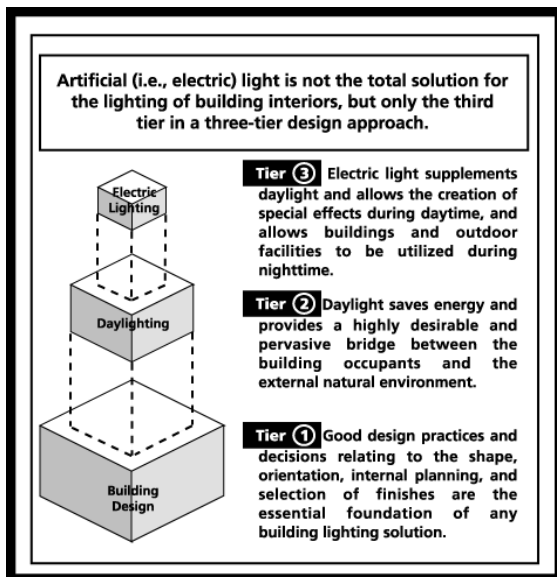 Artificial (i.e., electric) light is not the total solution for
the lighting of building interiors, but only the third
tier in a three-tier design approach.
Electric
Lighting
Tier 3 Electric light supplements
daylight and allows the creation of
special effects during daytime, and
allows buildings and outdoor
facilities to be utilized during
nighttime.
Daylighting
Tier 2 Daylight saves energy and
provides a highly desirable and
pervasive bridge between the
building occupants and the
external natural environment.
Building
Design
Tier 1 Good design practices and
decisions relating to the shape,
orientation, internal planning, and
selection of finishes are the
essential foundation of any
building lighting solution.